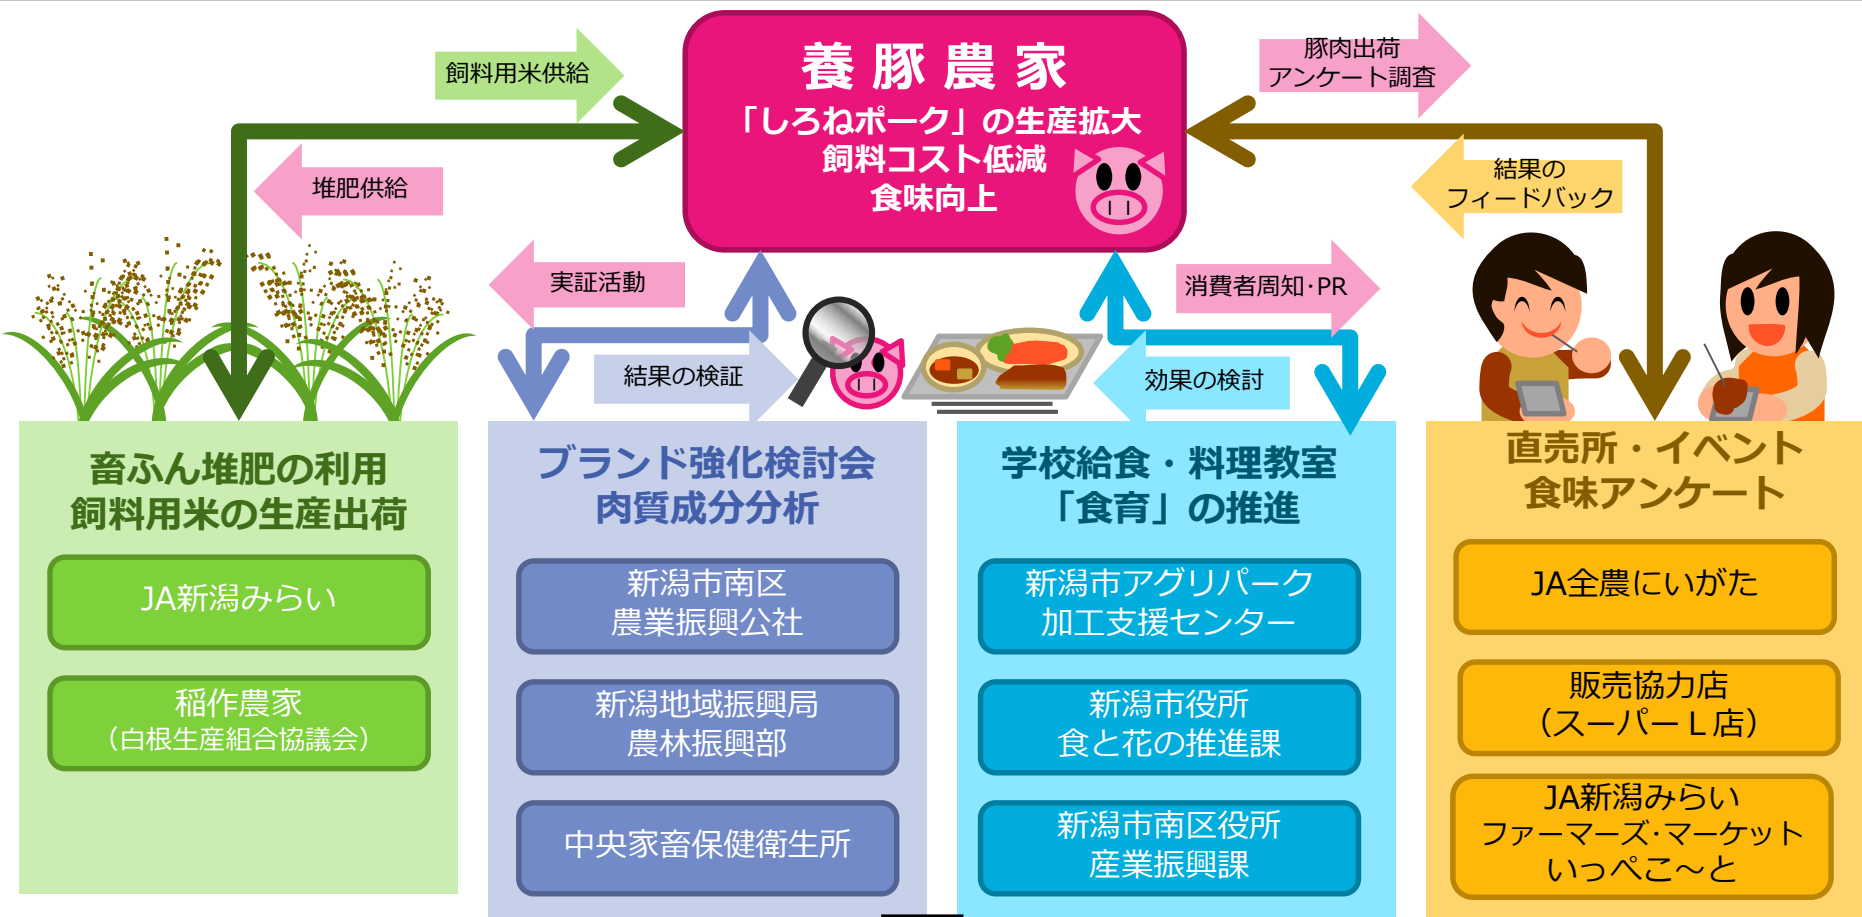 養豚農家
「しろねポーク」の生産拡大
飼料コスト低減
食味向上
飼料用米供給
堆肥供給
豚肉出荷
アンケート調査
結果の
フィードバック
実証活動
結果の検証
消費者周知・PR
効果の検討
畜ふん堆肥の利用
飼料用米の生産出荷
JA新潟みらい
稲作農家
（白根生産組合協議会）
ブランド強化検討会
肉質成分分析
新潟市南区
農業振興公社
新潟地域振興局
農林振興部
中央家畜保健衛生所
学校給食・料理教室
「食育」の推進
新潟市アグリパーク
加工支援センター
新潟市役所
食と花の推進課
新潟市南区役所
産業振興課
直売所・イベント
食味アンケート
JA全農にいがた
販売協力店
（スーパーＬ店）
JA新潟みらい
ファーマーズ・マーケット
いっぺこ～と